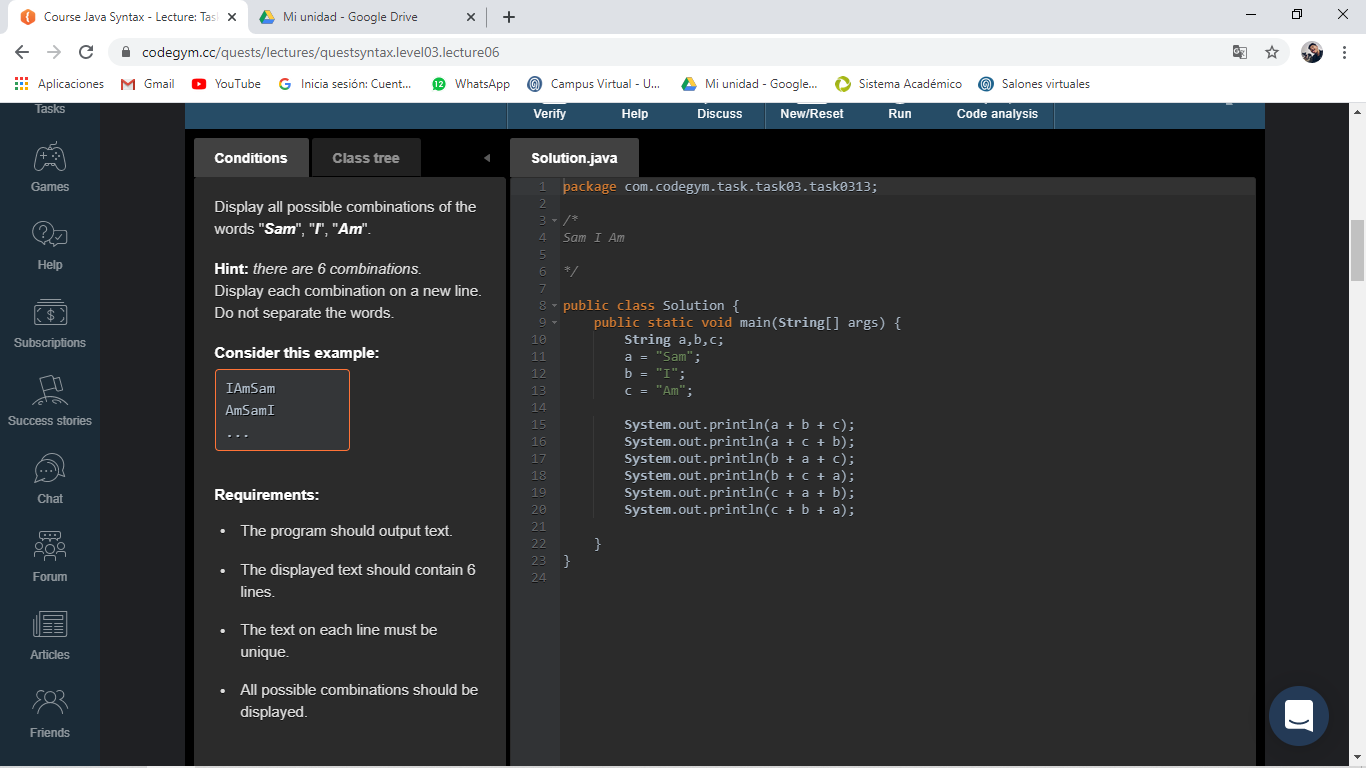 Course Java Syntax - Lecture: Tas
Mi unidad - Google Drive
codegym.cc/quests/lectures/questsyntax.level03.lecture06
Aplicaciones
Gmail
YouTube
Inicia sesión: Cuent...
12
WhatsApp
Campus Virtual - U...
Mi unidad - Google...
Sistema Académico
Salones virtuales
Tasks
Games
Help
Subscriptions
Success stories
Chat
Forum
Articles
Friends
Verify
Help
Discuss
New/Reset
Run
Code analysis
Conditions
Class tree
Display all possible combinations of the
words "Sam", "I", "Am".
Hint: there are 6 combinations.
Display each combination on a new line.
Do not separate the words.
Consider this example:
IAmSam
AmSamI
...
Requirements:
• The program should output text.
• The displayed text should contain 6
lines.
• The text on each line must be
unique.
• All possible combinations should be
displayed.
Solution.java
1 package com.codegym.task.task03.task0313;
2
3 /*
4 Sam I Am
5
6 */
7
8 public class Solution {
9     public static void main(String[] args) {
10         String a,b,c;
11         a = "Sam";
12         b = "I";
13         c = "Am";
14
15         System.out.println(a + b + c);
16         System.out.println(a + c + b);
17         System.out.println(b + a + c);
18         System.out.println(b + c + a);
19         System.out.println(c + a + b);
20         System.out.println(c + b + a);
21
22     }
23 }
24